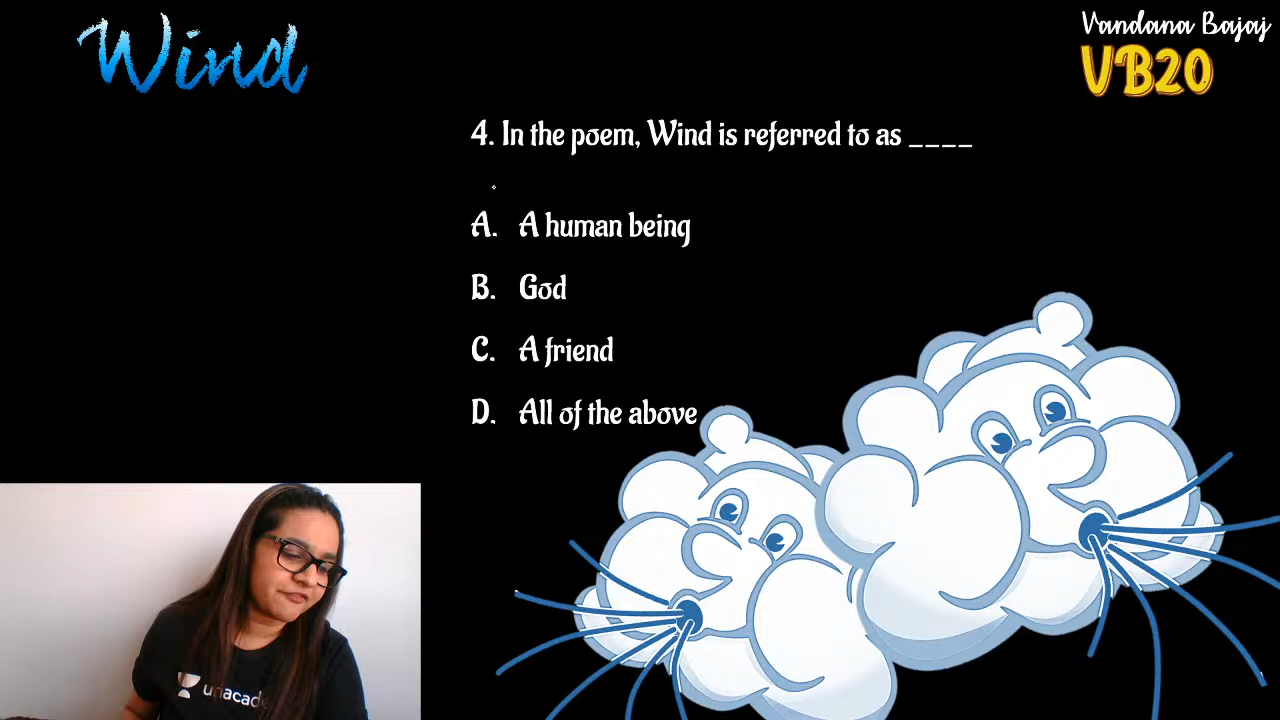 Wind
Vandana Bajaj
VB20
4. In the poem, Wind is referred to as ____
A. A human being
B. God
C. A friend
D. All of the above